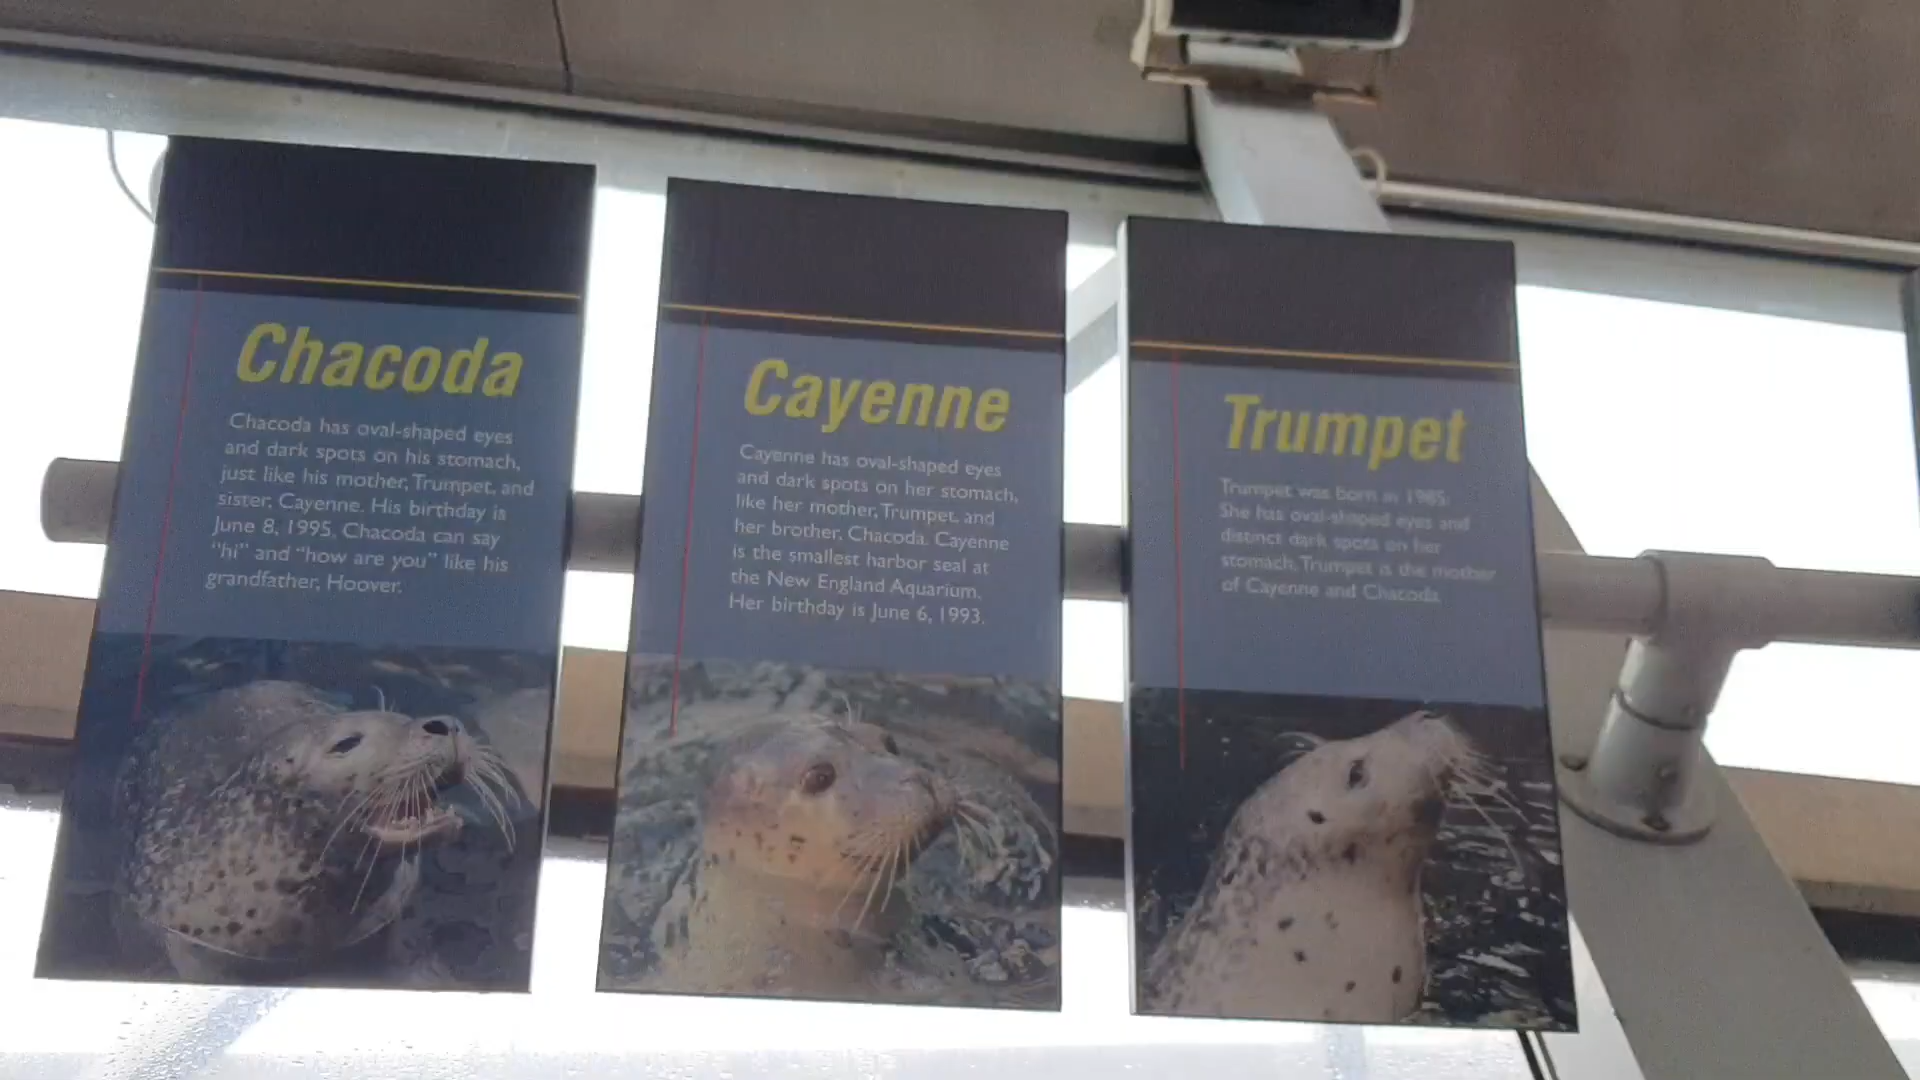 Chacoda
Chacoda has oval-shaped eyes
and dark spots on his stomach,
just like his mother, Trumpet, and
sister, Cayenne. His birthday is
June 8, 1995. Chacoda can say
"hi" and "how are you" like his
grandfather, Hoover.
Cayenne
Cayenne has oval-shaped eyes
and dark spots on her stomach,
like her mother, Trumpet, and
her brother, Chacoda. Cayenne
is the smallest harbor seal at
the New England Aquarium.
Her birthday is June 6, 1993.
Trumpet
Trumpet was born in 1985.
She has oval-shaped eyes and
distinct dark spots on her
stomach. Trumpet is the mother
of Cayenne and Chacoda.